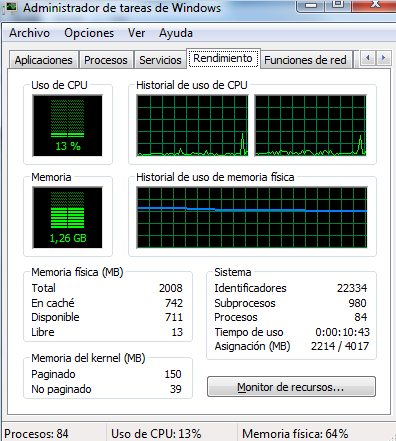 Administrador de tareas de Windows
Archivo Opciones Ver Ayuda
Aplicaciones Procesos Servicios Rendimiento Funciones de red
Uso de CPU Historial de uso de CPU
13 %
Memoria Historial de uso de memoria física
1,26 GB
Memoria física (MB) Sistema
Total 2008 Identificadores 22334
En caché 742 Subprocesos 980
Disponible 711 Procesos 84
Libre 13 Tiempo de uso 0:00:10:43
Asignación (MB) 2214 / 4017
Memoria del kernel (MB)
Paginado 150
No paginado 39
Monitor de recursos...
Procesos: 84 Uso de CPU: 13% Memoria física: 64%